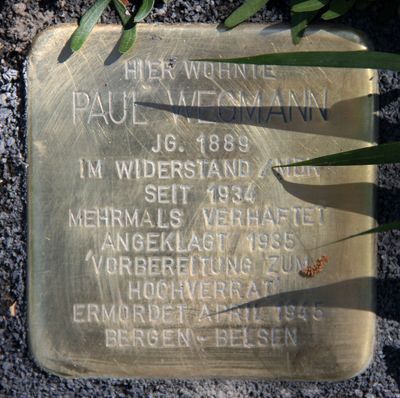 HIER WOHNTE
PAUL WEGMANN
JG. 1889
IM WIDERSTAND / MDR
SEIT 1934
MEHRMALS VERHAFTET
ANGEKLAGT 1935
'VORBEREITUNG ZUM
HOCHVERRAT'
ERMORDET APRIL 1945
BERGEN-BELSEN